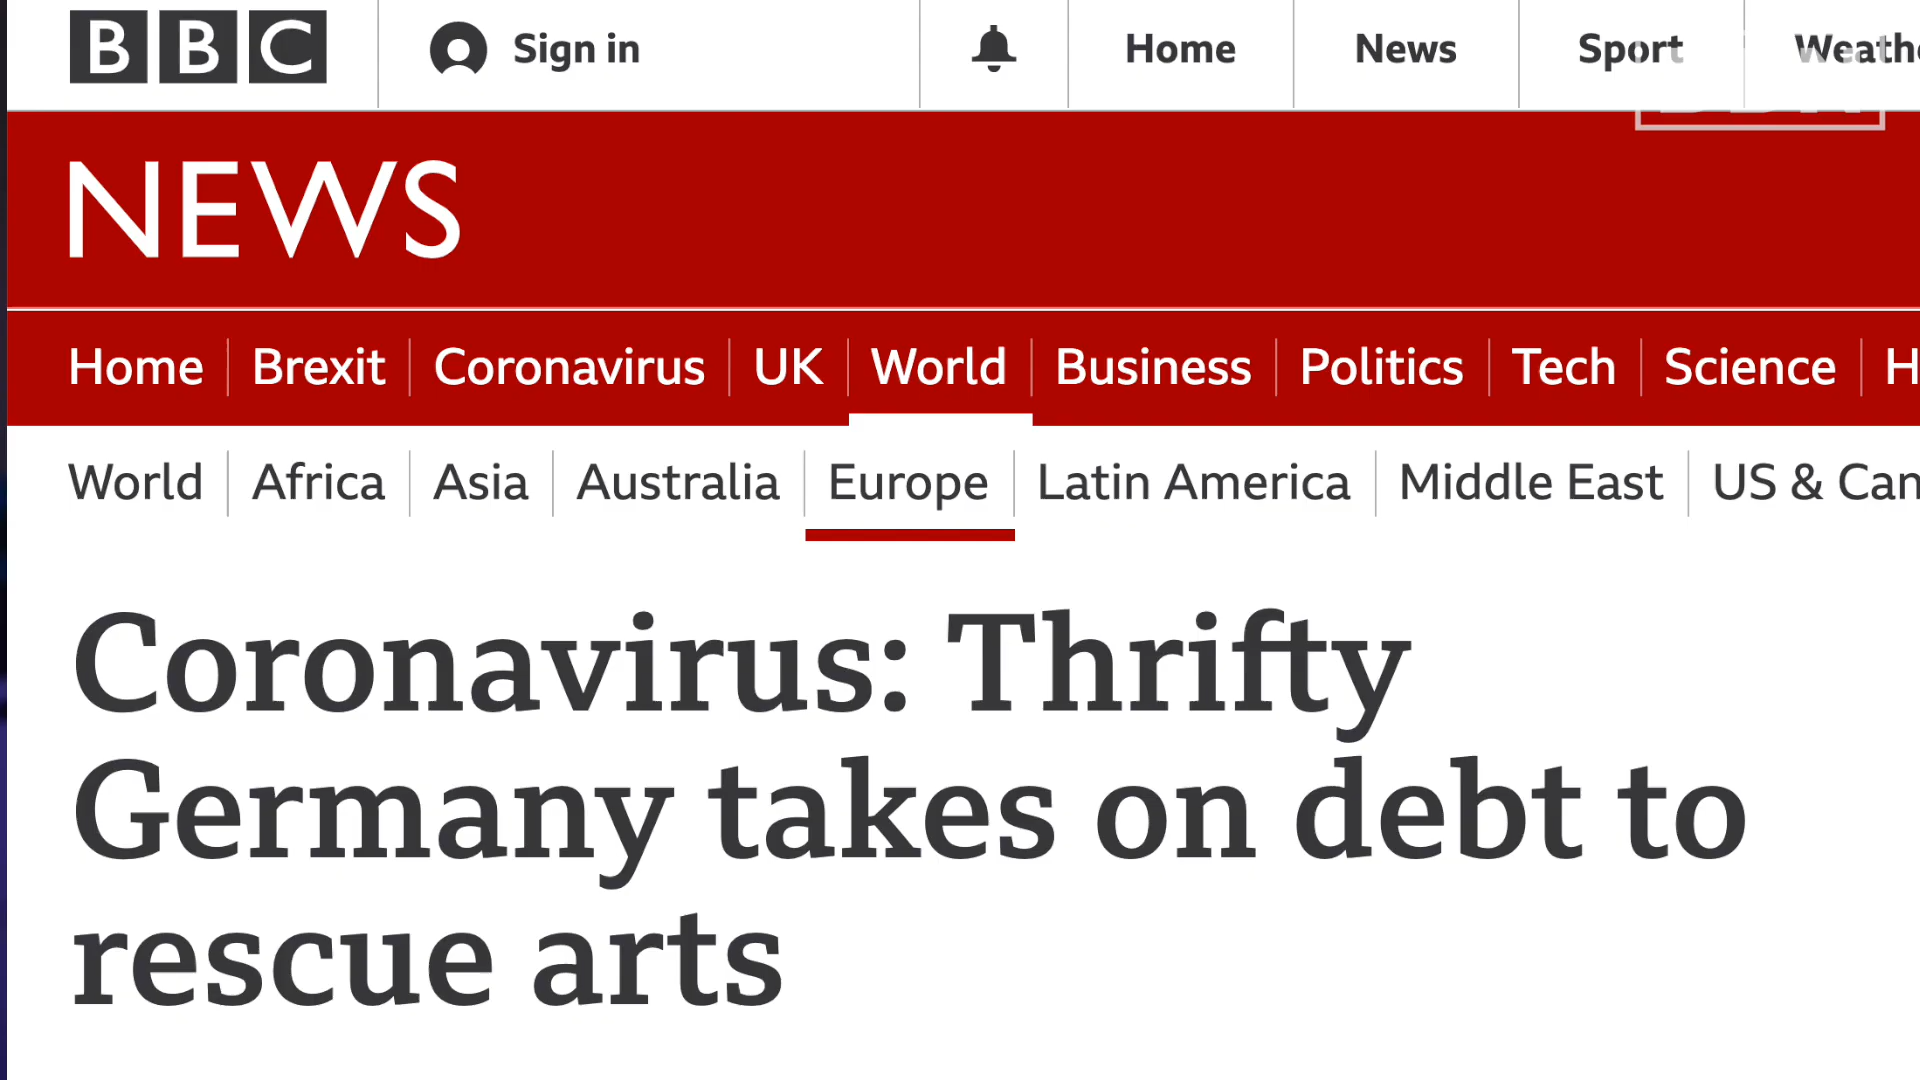 BBC Sign in Home News Sport
NEWS
Home Brexit Coronavirus UK World Business Politics Tech Science
World Africa Asia Australia Europe Latin America Middle East US &
Coronavirus: Thrifty
Germany takes on debt to
rescue arts